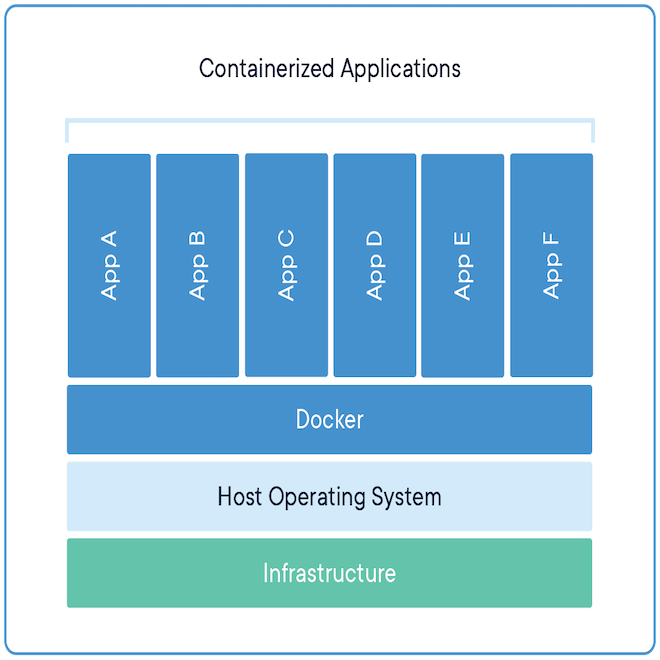 Containerized Applications
App A
App B
App C
App D
App E
App F
Docker
Host Operating System
Infrastructure